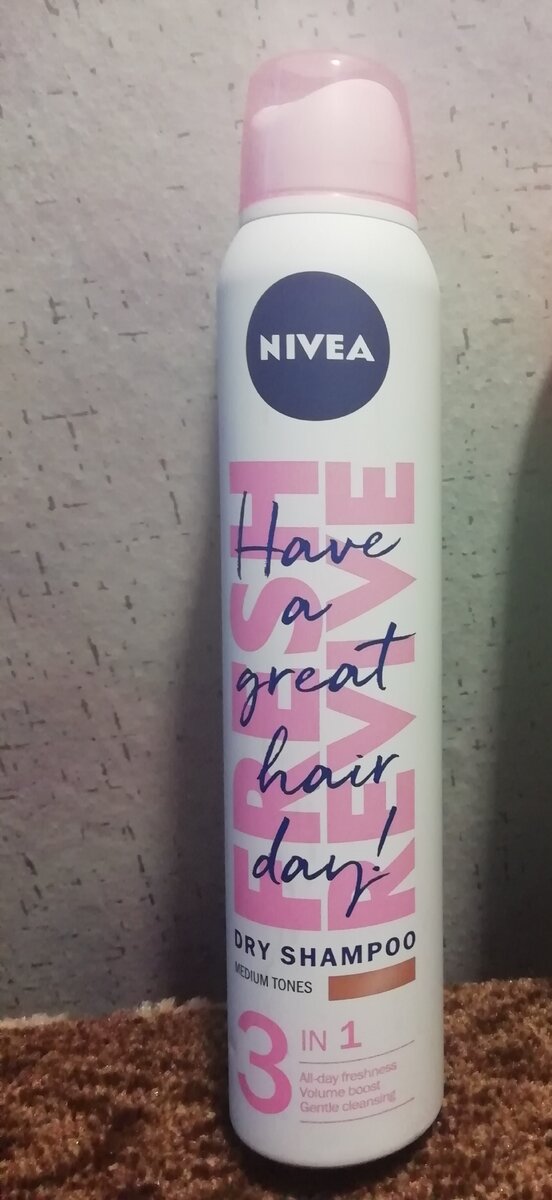 NIVEA
FRESH
REVIVE
Have
a
great
hair
day!
DRY SHAMPOO
MEDIUM TONES
3 IN 1
All-day freshness
Volume boost
Gentle cleansing